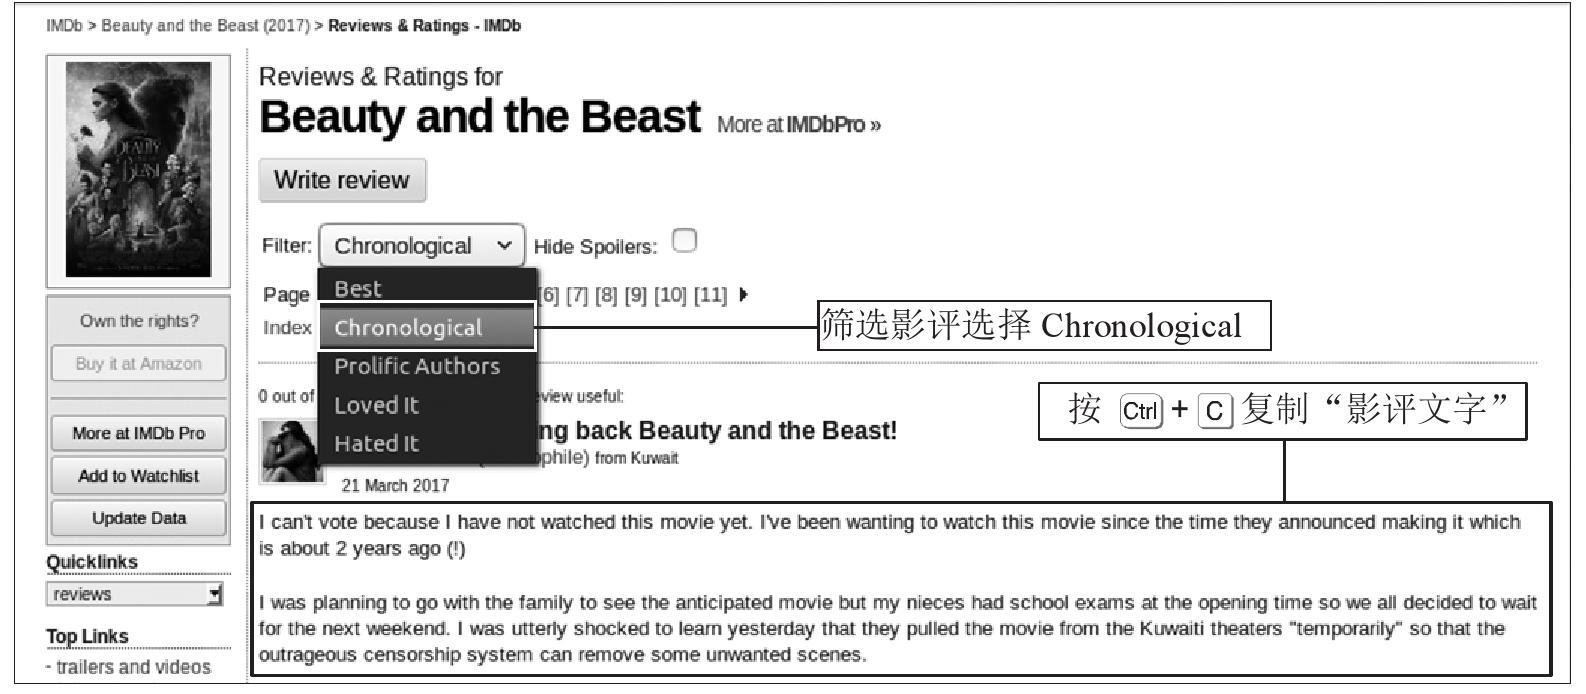 IMDb > Beauty and the Beast (2017) > Reviews & Ratings - IMDb
BEAUTY
BEAST
Reviews & Ratings for
Beauty and the Beast More at IMDbPro »
Write review
Filter: Chronological Hide Spoilers:
Best
Chronological
Prolific Authors
Loved It
Hated It
Page [6] [7] [8] [9] [10] [11]
Index
筛选影评选择 Chronological
按 Ctrl + C 复制“影评文字”
0 out of eview useful:
ng back Beauty and the Beast!
ophile) from Kuwait
21 March 2017
I can't vote because I have not watched this movie yet. I've been wanting to watch this movie since the time they announced making it which
is about 2 years ago (!)
I was planning to go with the family to see the anticipated movie but my nieces had school exams at the opening time so we all decided to wait
for the next weekend. I was utterly shocked to learn yesterday that they pulled the movie from the Kuwaiti theaters "temporarily" so that the
outrageous censorship system can remove some unwanted scenes.
Own the rights?
Buy it at Amazon
More at IMDb Pro
Add to Watchlist
Update Data
Quicklinks
reviews
Top Links
- trailers and videos